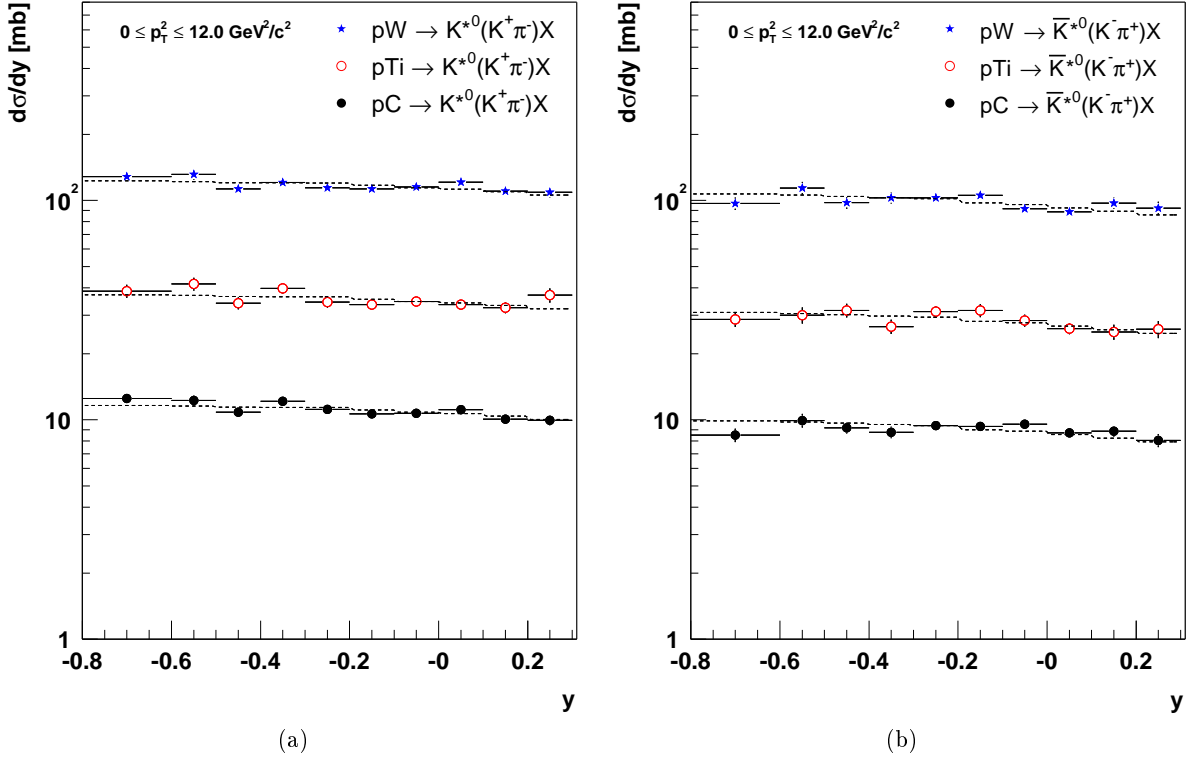 dσ/dy [mb]
0 ≤ p_T^2 ≤ 12.0 GeV^2/c^2
pW → K*^0(K^+π^-)X
pTi → K*^0(K^+π^-)X
pC → K*^0(K^+π^-)X
10^2
10
1
-0.8 -0.6 -0.4 -0.2 -0 0.2
y
(a)
dσ/dy [mb]
0 ≤ p_T^2 ≤ 12.0 GeV^2/c^2
pW → K̅*^0(K^-π^+)X
pTi → K̅*^0(K^-π^+)X
pC → K̅*^0(K^-π^+)X
10^2
10
1
-0.8 -0.6 -0.4 -0.2 -0 0.2
y
(b)